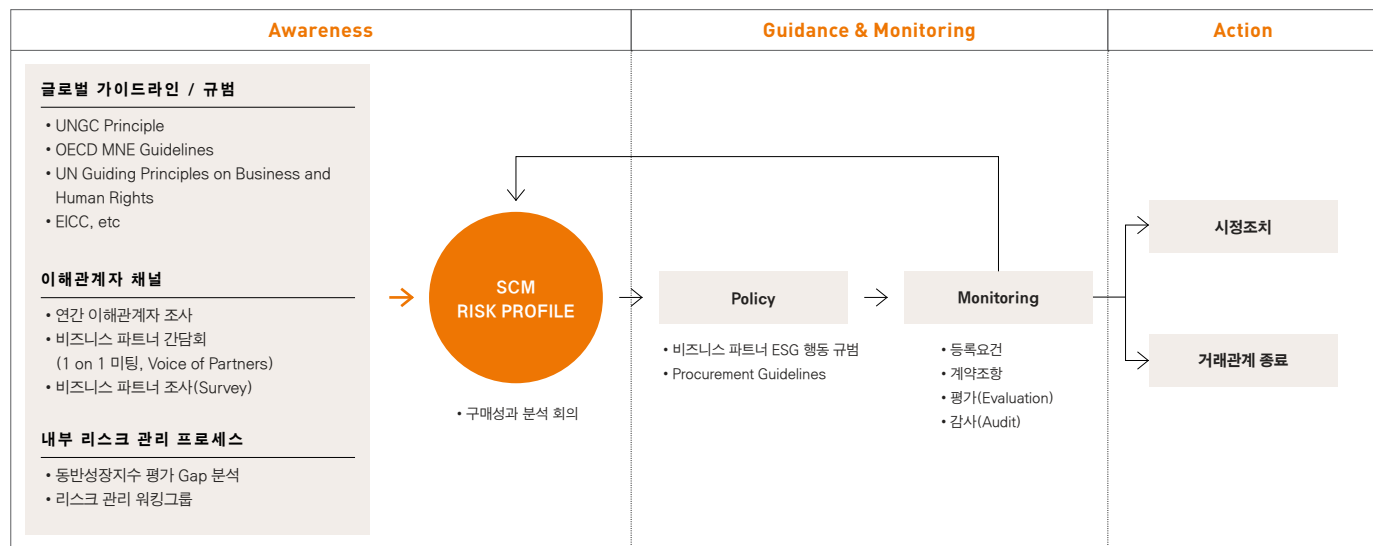 Awareness
Guidance & Monitoring
Action
글로벌 가이드라인 / 규범
• UNGC Principle
• OECD MNE Guidelines
• UN Guiding Principles on Business and
Human Rights
• EICC, etc
이해관계자 채널
• 연간 이해관계자 조사
• 비즈니스 파트너 간담회
(1 on 1 미팅, Voice of Partners)
• 비즈니스 파트너 조사(Survey)
내부 리스크 관리 프로세스
• 동반성장지수 평가 Gap 분석
• 리스크 관리 워킹그룹
SCM
RISK PROFILE
• 구매성과 분석 회의
Policy
• 비즈니스 파트너 ESG 행동 규범
• Procurement Guidelines
Monitoring
• 등록요건
• 계약조항
• 평가(Evaluation)
• 감사(Audit)
시정조치
거래관계 종료